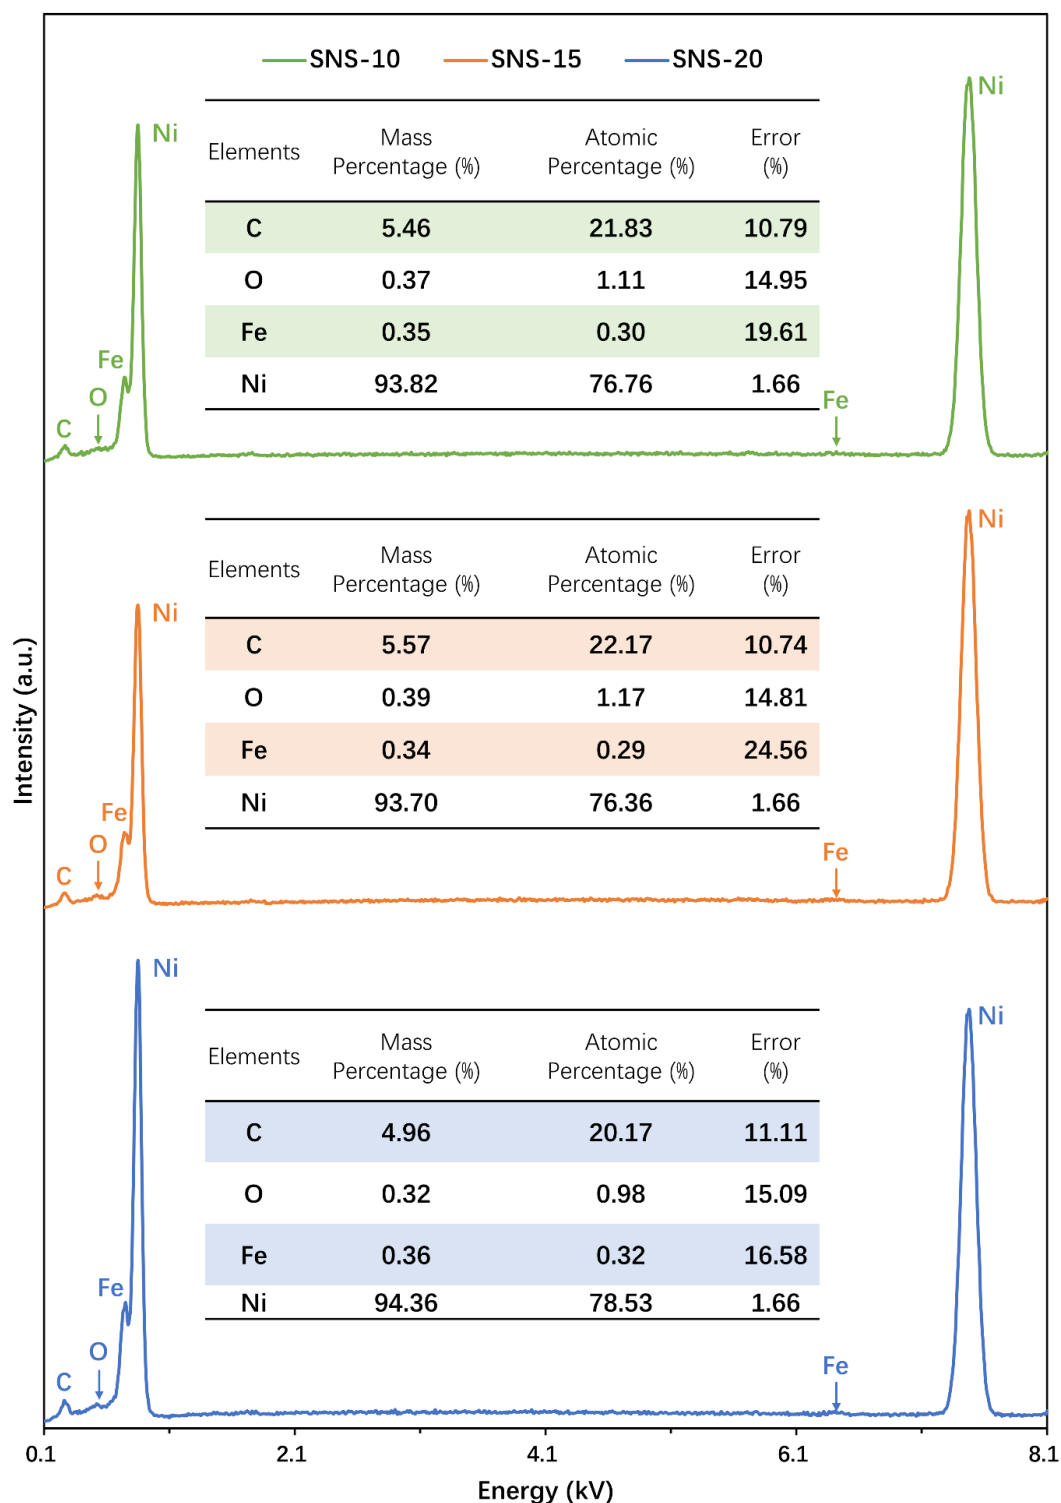 SNS-10 SNS-15 SNS-20
Ni
Ni
Elements Mass Percentage (%) Atomic Percentage (%) Error (%)
C 5.46 21.83 10.79
O 0.37 1.11 14.95
Fe 0.35 0.30 19.61
Ni 93.82 76.76 1.66
Fe
O
C
Fe
Ni
Ni
Elements Mass Percentage (%) Atomic Percentage (%) Error (%)
C 5.57 22.17 10.74
O 0.39 1.17 14.81
Fe 0.34 0.29 24.56
Ni 93.70 76.36 1.66
Fe
O
C
Fe
Intensity (a.u.)
Ni
Ni
Elements Mass Percentage (%) Atomic Percentage (%) Error (%)
C 4.96 20.17 11.11
O 0.32 0.98 15.09
Fe 0.36 0.32 16.58
Ni 94.36 78.53 1.66
Fe
O
C
Fe
0.1 2.1 4.1 6.1 8.1
Energy (kV)